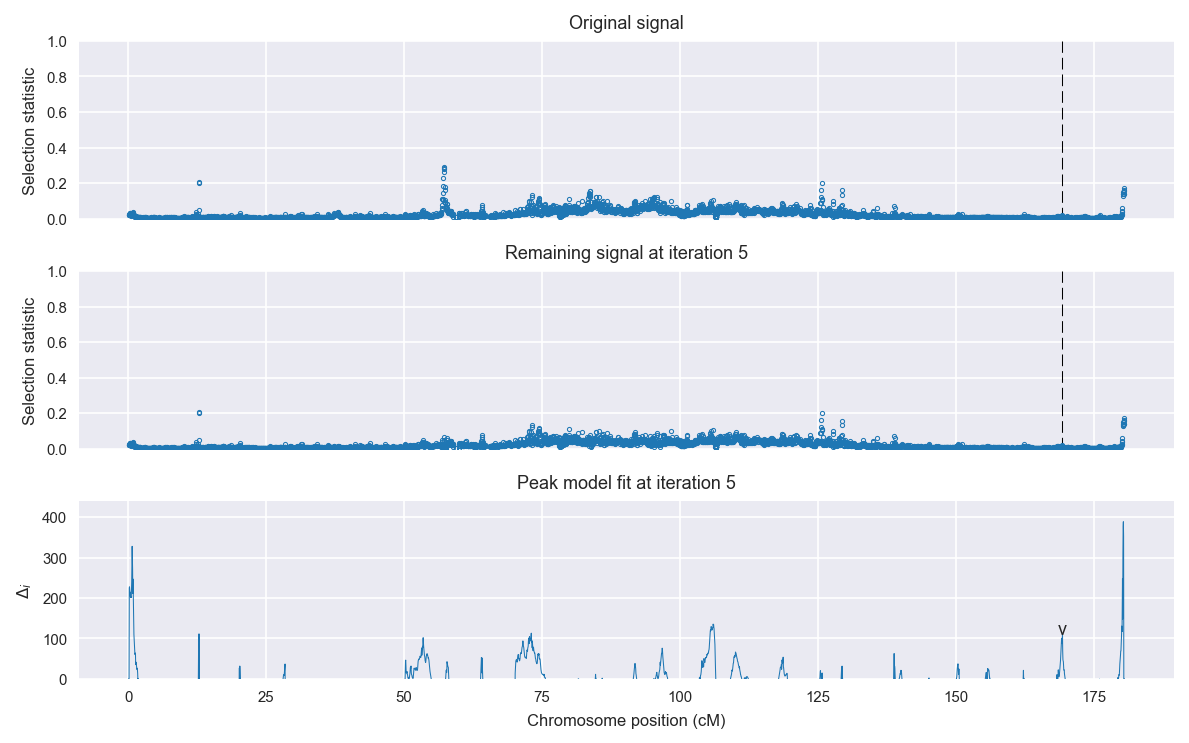 Original signal
1.0
0.8
0.6
0.4
0.2
0.0
Selection statistic
Remaining signal at iteration 5
1.0
0.8
0.6
0.4
0.2
0.0
Selection statistic
Peak model fit at iteration 5
400
300
200
100
0
Δi
v
0 25 50 75 100 125 150 175
Chromosome position (cM)